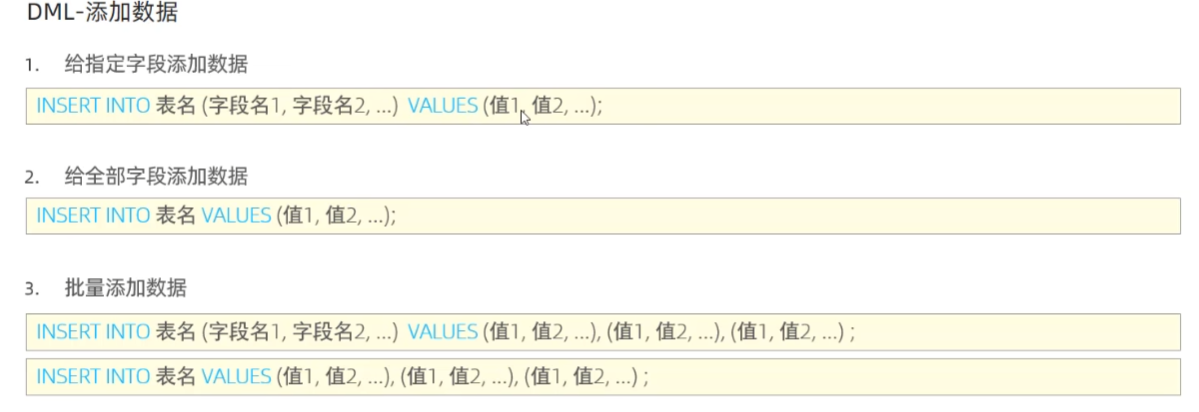 DML-添加数据
1. 给指定字段添加数据
INSERT INTO 表名 (字段名1, 字段名2, ...) VALUES (值1, 值2, ...);
2. 给全部字段添加数据
INSERT INTO 表名 VALUES (值1, 值2, ...);
3. 批量添加数据
INSERT INTO 表名 (字段名1, 字段名2, ...) VALUES (值1, 值2, ...), (值1, 值2, ...), (值1, 值2, ...) ;
INSERT INTO 表名 VALUES (值1, 值2, ...), (值1, 值2, ...), (值1, 值2, ...) ;